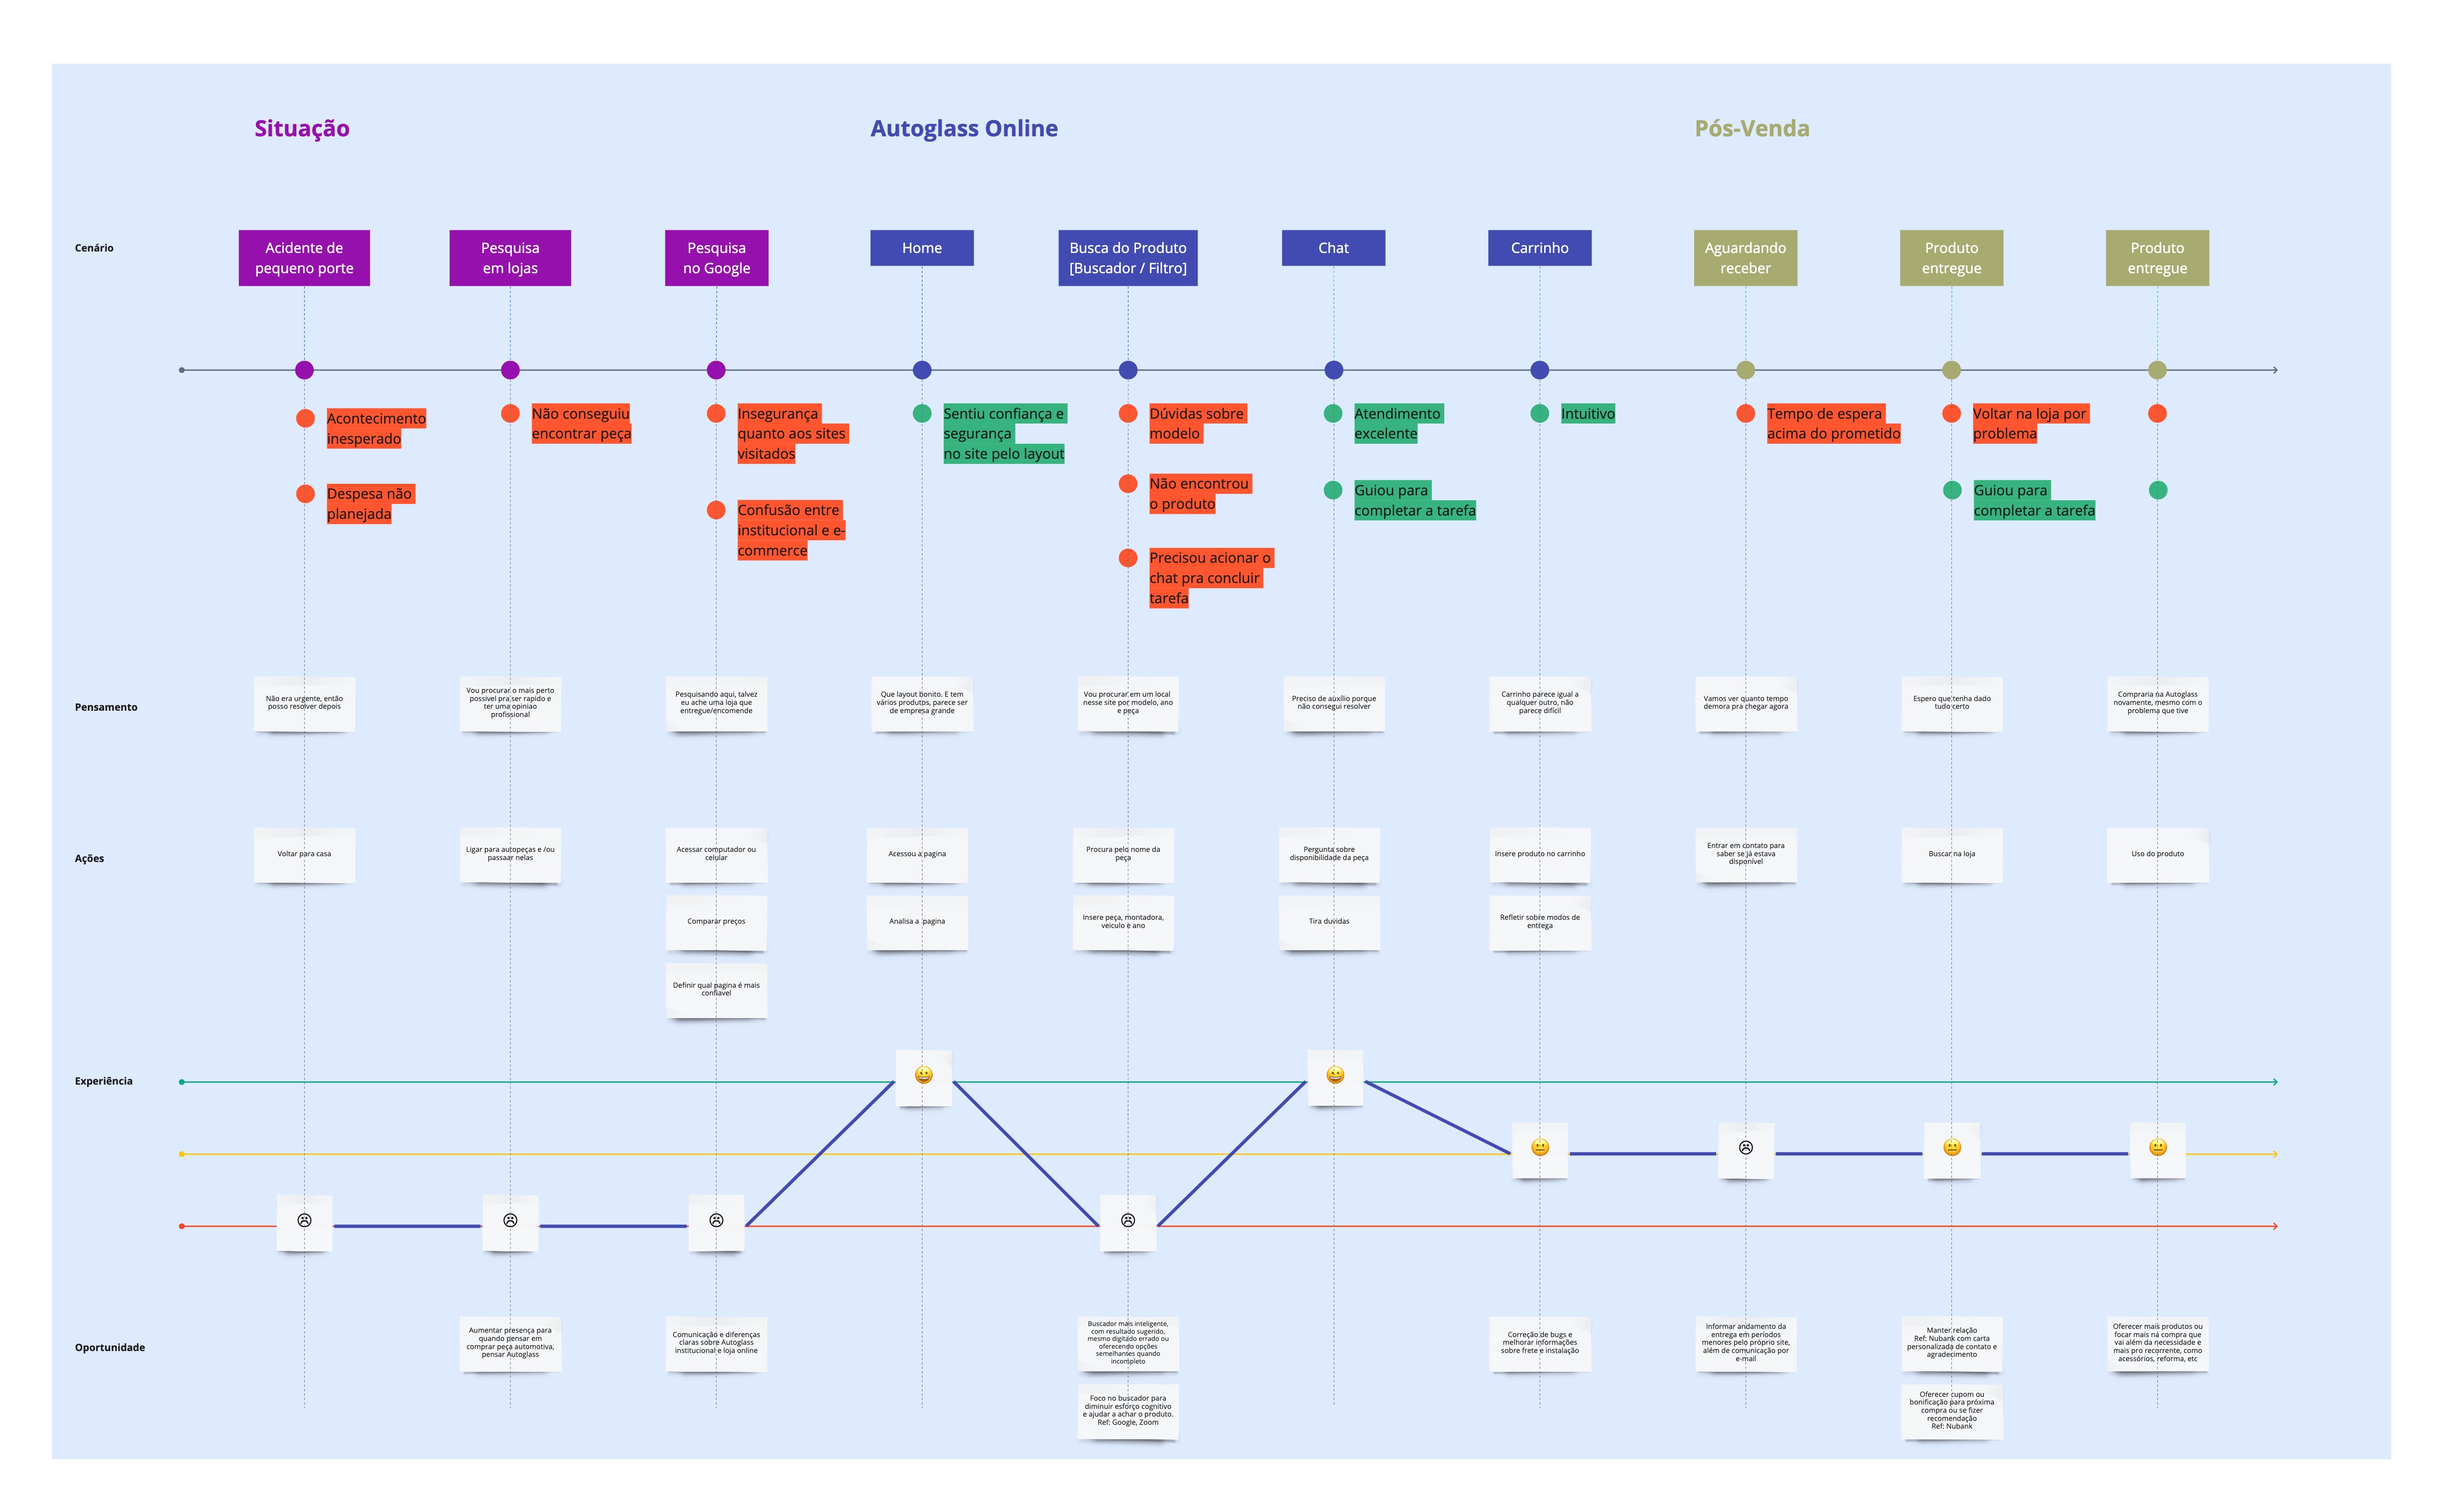 Situação
Autoglass Online
Pós-Venda
Cenário
Acidente de
pequeno porte
Pesquisa
em lojas
Pesquisa
no Google
Home
Busca do Produto
[Buscador / Filtro]
Chat
Carrinho
Aguardando
receber
Produto
entregue
Produto
entregue
Acontecimento
inesperado
Despesa não
planejada
Não conseguiu
encontrar peça
Insegurança
quanto aos sites
visitados
Confusão entre
institucional e e-
commerce
Sentiu confiança e
segurança
no site pelo layout
Dúvidas sobre
modelo
Não encontrou
o produto
Precisou acionar o
chat pra concluir
tarefa
Atendimento
excelente
Guiou para
completar a tarefa
Intuitivo
Tempo de espera
acima do prometido
Voltar na loja por
problema
Guiou para
completar a tarefa
Pensamento
Não era urgente, então
posso resolver depois
Vou procurar o mais perto
possivel pra ser rapido e
ter uma opiniao
profissional
Pesquisando aqui, talvez
eu ache uma loja que
entregue/encomende
Que layout bonito. E tem
vários produtos, parece ser
de empresa grande
Vou procurar em um local
nesse site por modelo, ano
e peça
Preciso de auxílio porque
não consegui resolver
Carrinho parece igual a
qualquer outro, não
parece difícil
Vamos ver quanto tempo
demora pra chegar agora
Espero que tenha dado
tudo certo
Compraria na Autoglass
novamente, mesmo com o
problema que tive
Ações
Voltar para casa
Ligar para autopeças e /ou
passaar nelas
Acessar computador ou
celular
Comparar preços
Definir qual pagina é mais
confiavel
Acessou a pagina
Analisa a pagina
Procura pelo nome da
peça
Insere peça, montadora,
veiculo e ano
Pergunta sobre
disponibilidade da peça
Tira duvidas
Insere produto no carrinho
Refletir sobre modos de
entrega
Entrar em contato para
saber se já estava
disponível
Buscar na loja
Uso do produto
Experiência
Oportunidade
Aumentar presença para
quando pensar em
comprar peça automotiva,
pensar Autoglass
Comunicação e diferenças
claras sobre Autoglass
institucional e loja online
Buscador mais inteligente,
com resultado sugerido,
mesmo digitado errado ou
oferecendo opções
semelhantes quando
incompleto
Foco no buscador para
diminuir esforço cognitivo
e ajudar a achar o produto.
Ref: Google, Zoom
Correção de bugs e
melhorar informações
sobre frete e instalação
Informar andamento da
entrega em períodos
menores pelo próprio site,
além de comunicação por
e-mail
Manter relação
Ref: Nubank com carta
personalizada de contato e
agradecimento
Oferecer cupom ou
bonificação para próxima
compra ou se fizer
recomendação
Ref: Nubank
Oferecer mais produtos ou
focar mais na compra que
vai além da necessidade e
mais pro recorrente, como
acessórios, reforma, etc